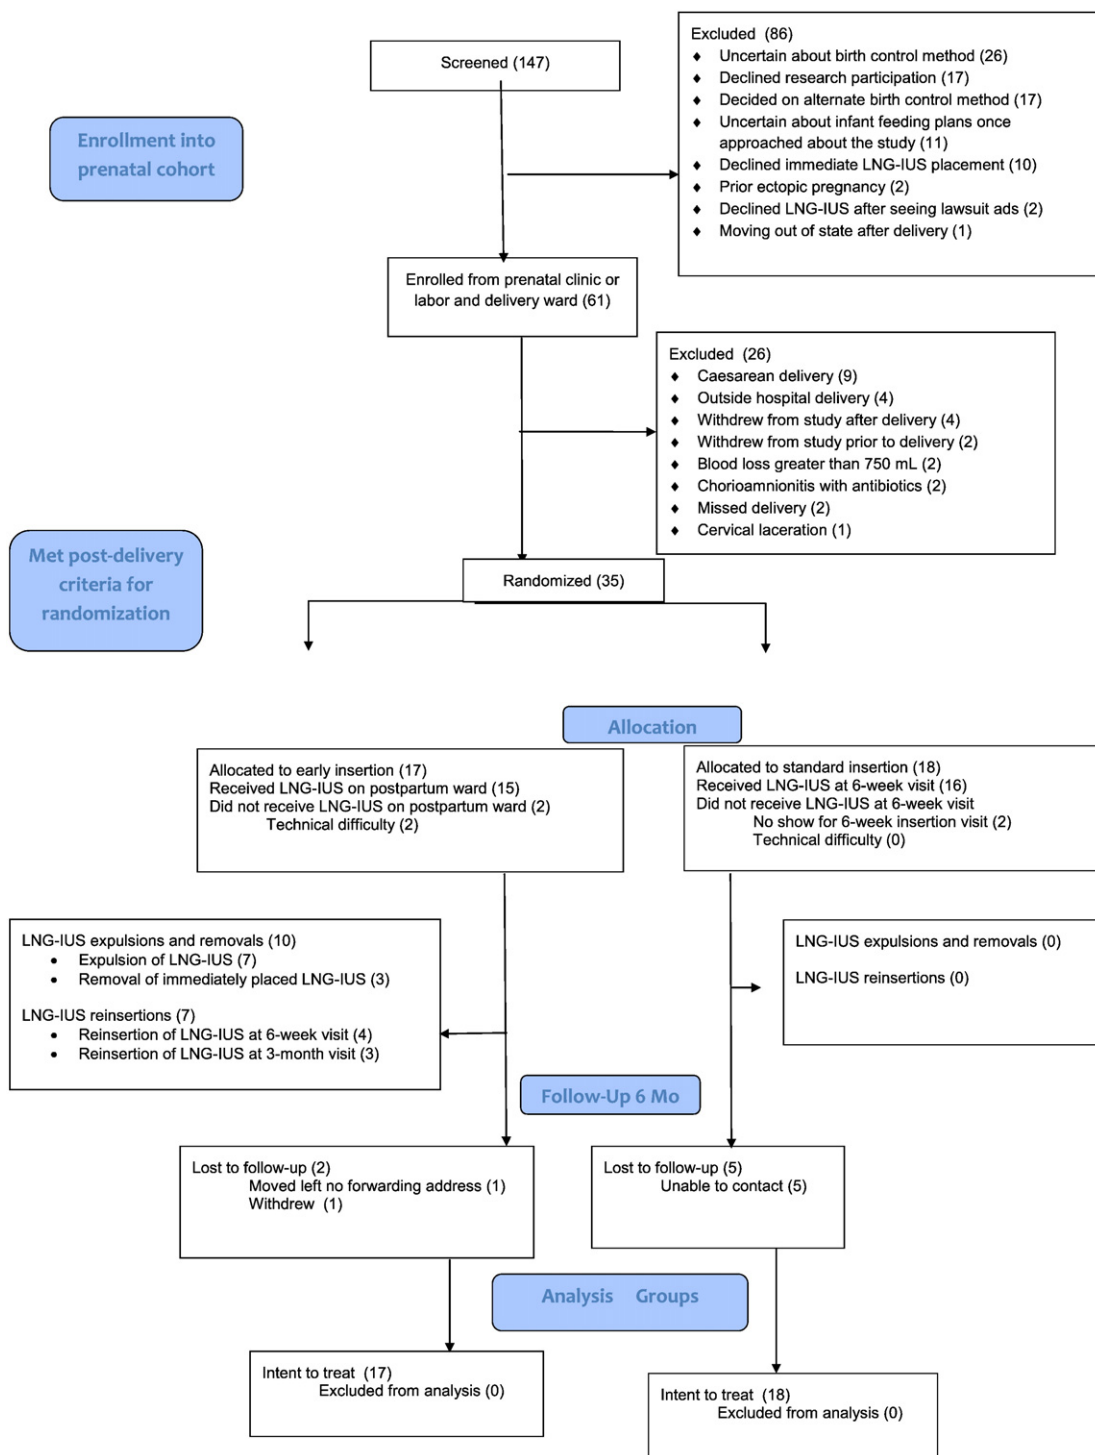 Screened (147)
Excluded (86)
♦ Uncertain about birth control method (26)
♦ Declined research participation (17)
♦ Decided on alternate birth control method (17)
♦ Uncertain about infant feeding plans once
approached about the study (11)
♦ Declined immediate LNG-IUS placement (10)
♦ Prior ectopic pregnancy (2)
♦ Declined LNG-IUS after seeing lawsuit ads (2)
♦ Moving out of state after delivery (1)
Enrollment into
prenatal cohort
Enrolled from prenatal clinic or
labor and delivery ward (61)
Excluded (26)
♦ Caesarean delivery (9)
♦ Outside hospital delivery (4)
♦ Withdrew from study after delivery (4)
♦ Withdrew from study prior to delivery (2)
♦ Blood loss greater than 750 mL (2)
♦ Chorioamnionitis with antibiotics (2)
♦ Missed delivery (2)
♦ Cervical laceration (1)
Met post-delivery
criteria for
randomization
Randomized (35)
Allocation
Allocated to early insertion (17)
Received LNG-IUS on postpartum ward (15)
Did not receive LNG-IUS on postpartum ward (2)
Technical difficulty (2)
Allocated to standard insertion (18)
Received LNG-IUS at 6-week visit (16)
Did not receive LNG-IUS at 6-week visit
No show for 6-week insertion visit (2)
Technical difficulty (0)
LNG-IUS expulsions and removals (10)
• Expulsion of LNG-IUS (7)
• Removal of immediately placed LNG-IUS (3)
LNG-IUS reinsertions (7)
• Reinsertion of LNG-IUS at 6-week visit (4)
• Reinsertion of LNG-IUS at 3-month visit (3)
LNG-IUS expulsions and removals (0)
LNG-IUS reinsertions (0)
Follow-Up 6 Mo
Lost to follow-up (2)
Moved left no forwarding address (1)
Withdrew (1)
Lost to follow-up (5)
Unable to contact (5)
Analysis Groups
Intent to treat (17)
Excluded from analysis (0)
Intent to treat (18)
Excluded from analysis (0)